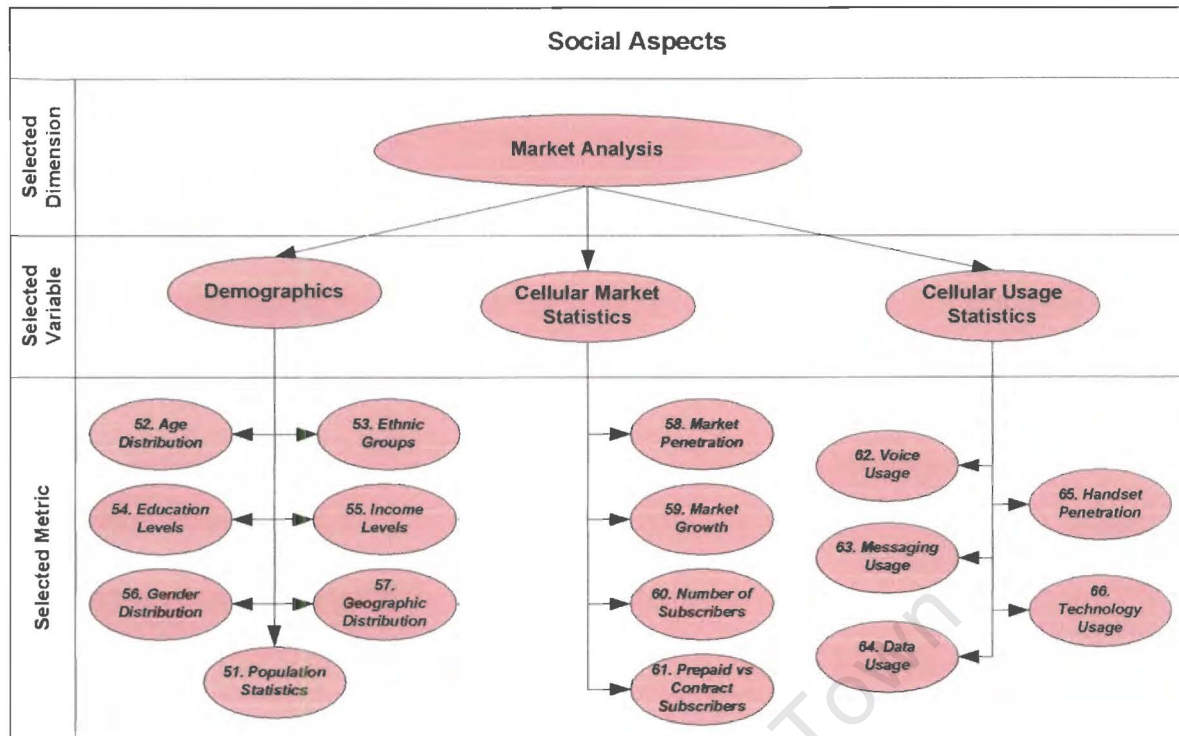 Social Aspects
Selected
Dimension
Market Analysis
Selected
Variable
Demographics
Cellular Market
Statistics
Cellular Usage
Statistics
Selected Metric
52. Age
Distribution
53. Ethnic
Groups
54. Education
Levels
55. Income
Levels
56. Gender
Distribution
57.
Geographic
Distribution
51. Population
Statistics
58. Market
Penetration
59. Market
Growth
60. Number of
Subscribers
61. Prepaid vs
Contract
Subscribers
62. Voice
Usage
63. Messaging
Usage
64. Data
Usage
65. Handset
Penetration
66.
Technology
Usage
Town